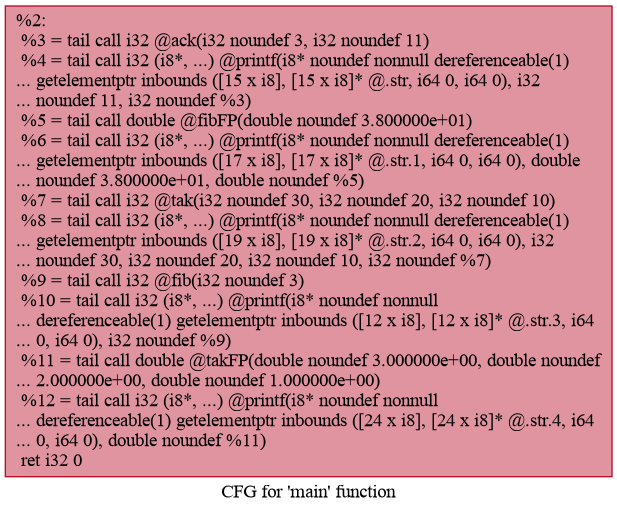 %2:
%3 = tail call i32 @ack(i32 noundef 3, i32 noundef 11)
%4 = tail call i32 (i8*, ...) @printf(i8* noundef nonnull dereferenceable(1)
... getelementptr inbounds ([15 x i8], [15 x i8]* @.str, i64 0, i64 0), i32
... noundef 11, i32 noundef %3)
%5 = tail call double @fibFP(double noundef 3.800000e+01)
%6 = tail call i32 (i8*, ...) @printf(i8* noundef nonnull dereferenceable(1)
... getelementptr inbounds ([17 x i8], [17 x i8]* @.str.1, i64 0, i64 0), double
... noundef 3.800000e+01, double noundef %5)
%7 = tail call i32 @tak(i32 noundef 30, i32 noundef 20, i32 noundef 10)
%8 = tail call i32 (i8*, ...) @printf(i8* noundef nonnull dereferenceable(1)
... getelementptr inbounds ([19 x i8], [19 x i8]* @.str.2, i64 0, i64 0), i32
... noundef 30, i32 noundef 20, i32 noundef 10, i32 noundef %7)
%9 = tail call i32 @fib(i32 noundef 3)
%10 = tail call i32 (i8*, ...) @printf(i8* noundef nonnull
... dereferenceable(1) getelementptr inbounds ([12 x i8], [12 x i8]* @.str.3, i64
... 0, i64 0), i32 noundef %9)
%11 = tail call double @takFP(double noundef 3.000000e+00, double noundef
... 2.000000e+00, double noundef 1.000000e+00)
%12 = tail call i32 (i8*, ...) @printf(i8* noundef nonnull
... dereferenceable(1) getelementptr inbounds ([24 x i8], [24 x i8]* @.str.4, i64
... 0, i64 0), double noundef %11)
ret i32 0
CFG for 'main' function